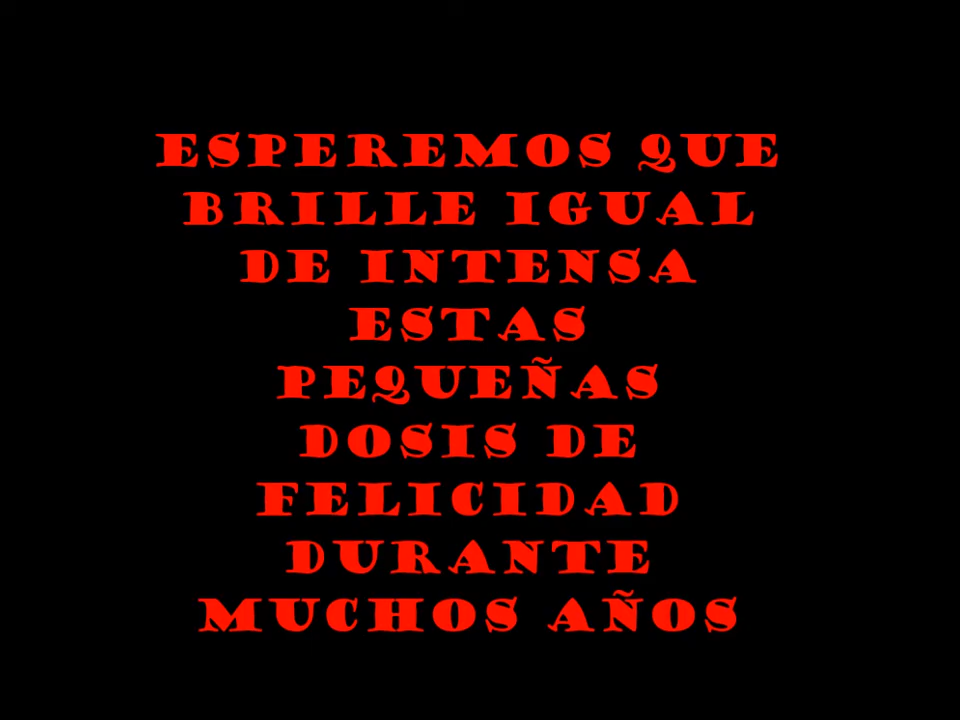 ESPEREMOS QUE
BRILLE IGUAL
DE INTENSA
ESTAS
PEQUEÑAS
DOSIS DE
FELICIDAD
DURANTE
MUCHOS AÑOS